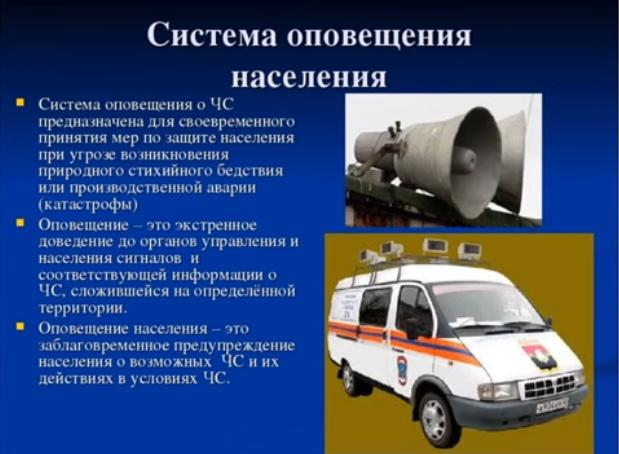 Система оповещения
населения
Система оповещения о ЧС
предназначена для своевременного
принятия мер по защите населения
при угрозе возникновения
природного стихийного бедствия
или производственной аварии
(катастрофы)
Оповещение – это экстренное
доведение до органов управления и
населения сигналов и
соответствующей информации о
ЧС, сложившейся на определённой
территории.
Оповещение населения – это
заблаговременное предупреждение
населения о возможных ЧС и их
действиях в условиях ЧС.